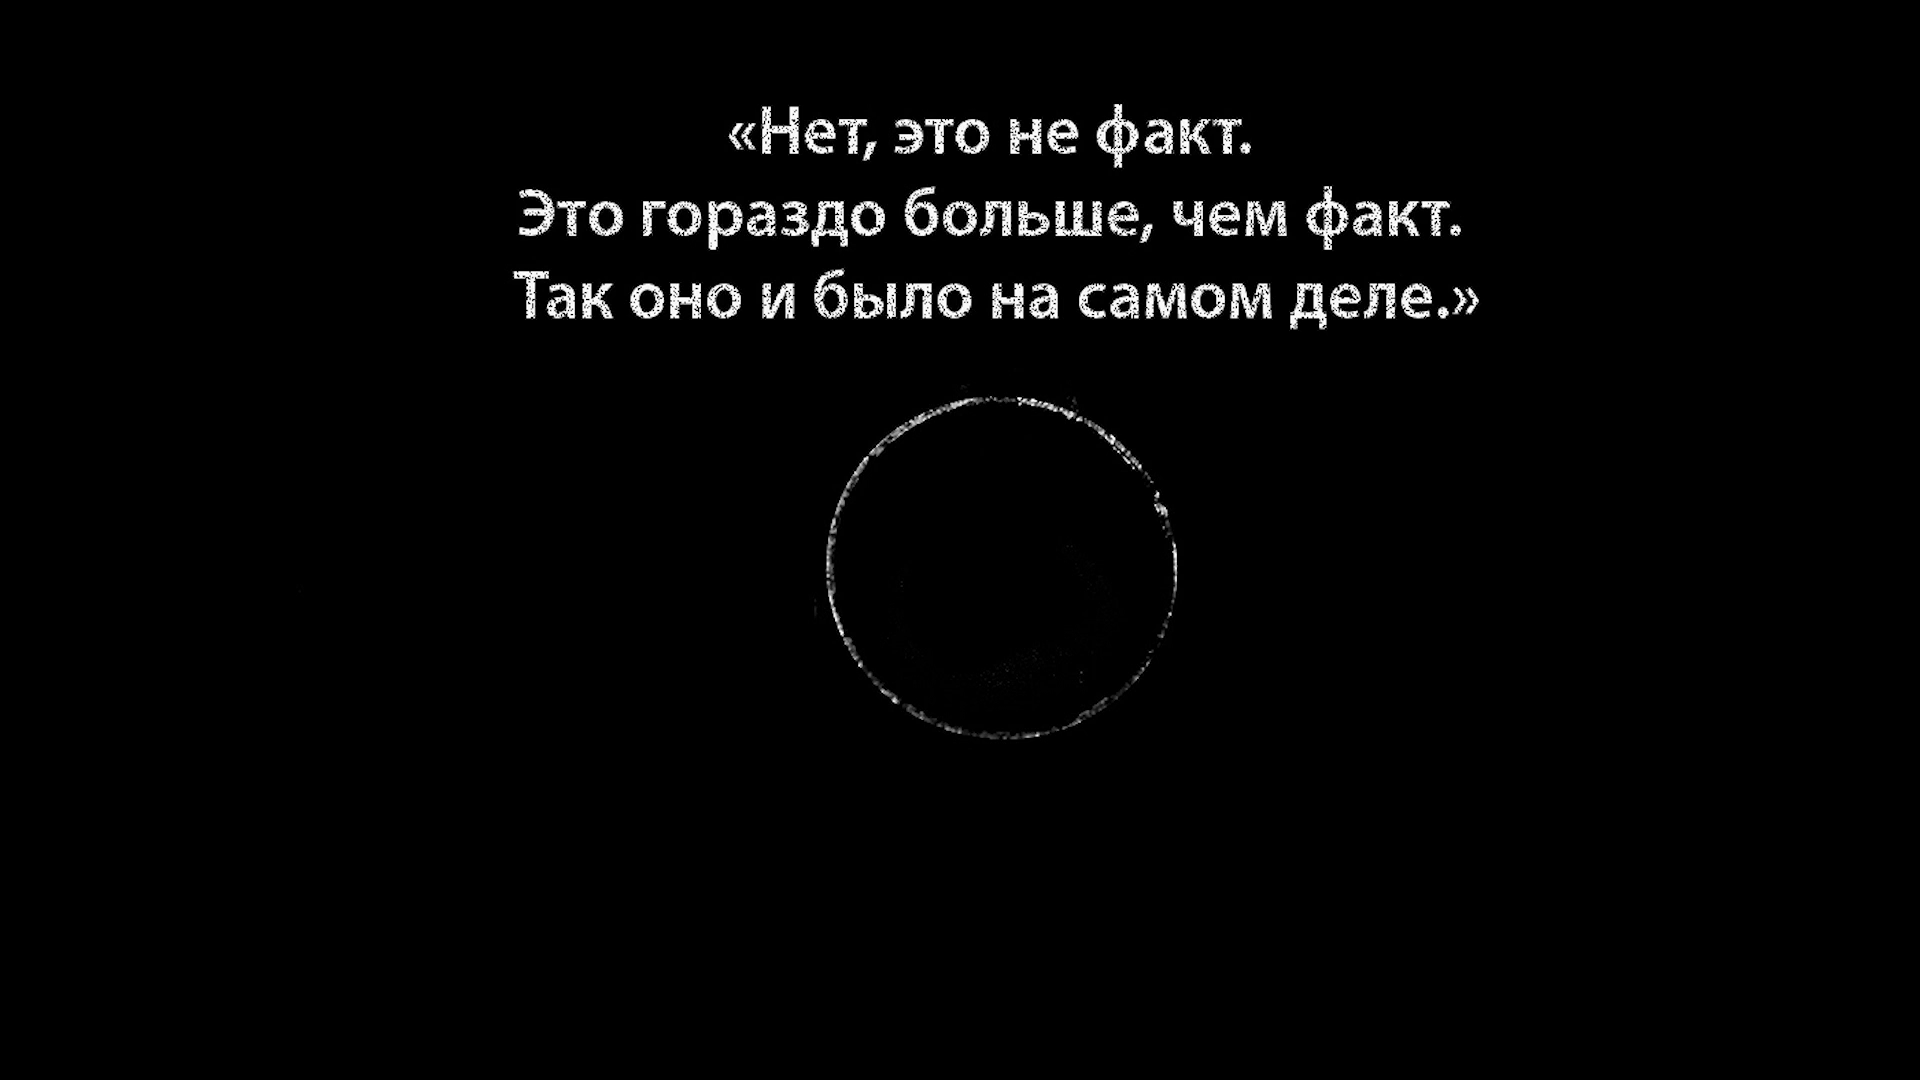 «Нет, это не факт.
Это гораздо больше, чем факт.
Так оно и было на самом деле.»